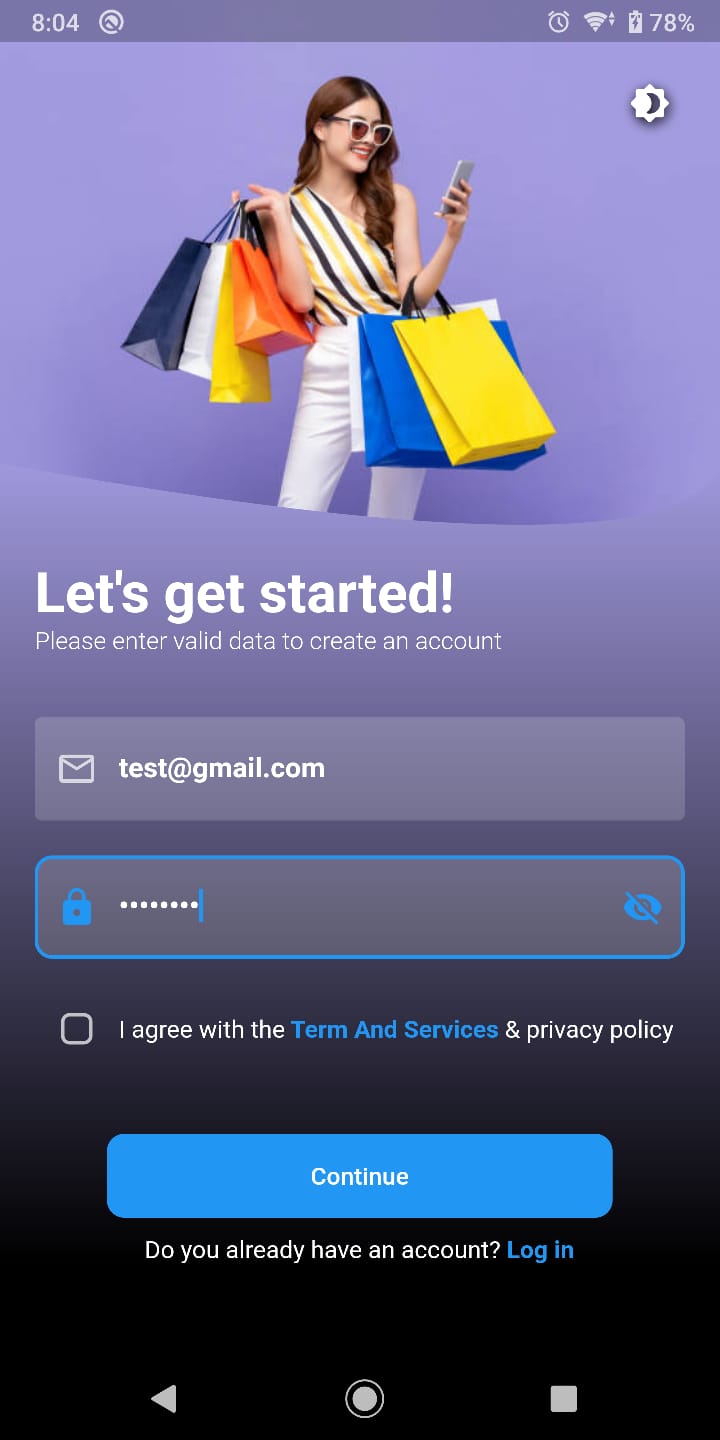 8:04 78%
Let's get started!
Please enter valid data to create an account
test@gmail.com
••••••••
I agree with the Term And Services & privacy policy
Continue
Do you already have an account? Log in